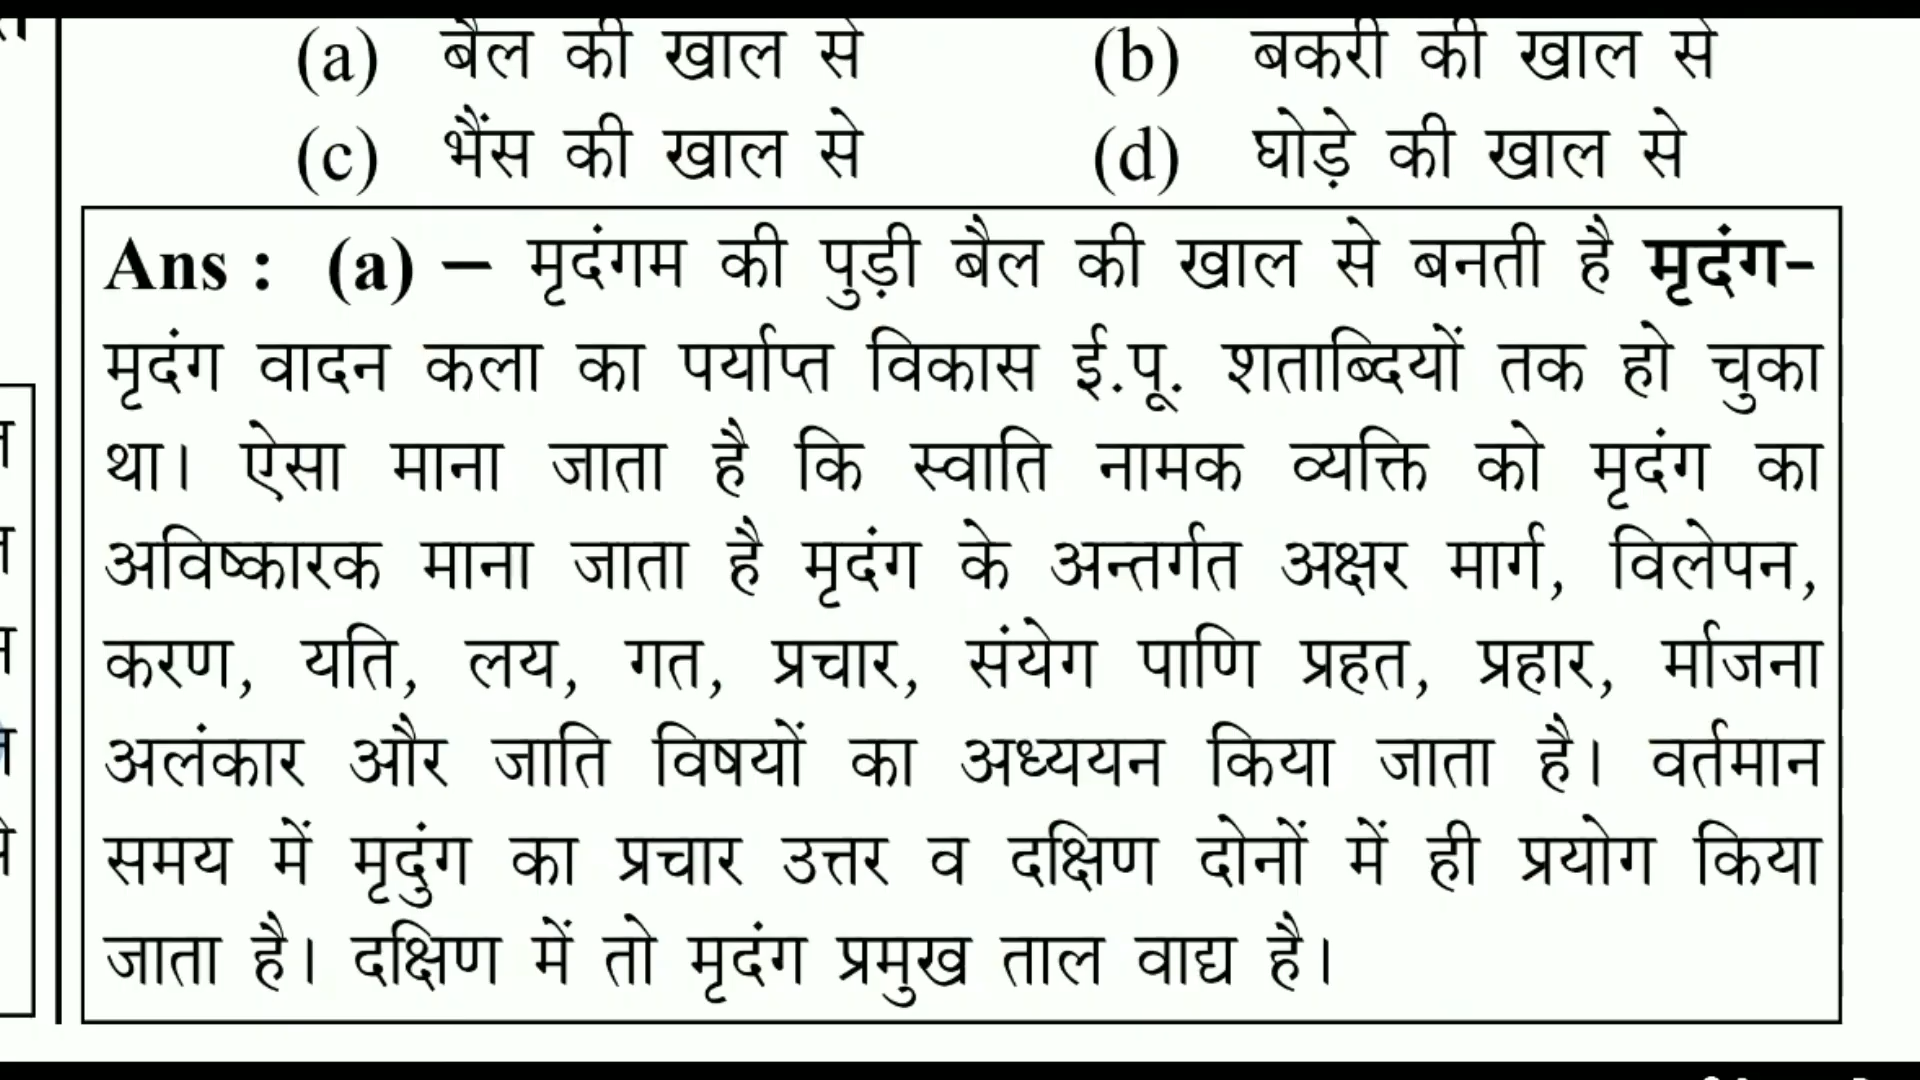 (a) बैल की खाल से (b) बकरी की खाल से
(c) भैंस की खाल से (d) घोड़े की खाल से
Ans : (a) – मृदंगम की पुड़ी बैल की खाल से बनती है मृदंग-
मृदंग वादन कला का पर्याप्त विकास ई.पू. शताब्दियों तक हो चुका
था। ऐसा माना जाता है कि स्वाति नामक व्यक्ति को मृदंग का
अविष्कारक माना जाता है मृदंग के अन्तर्गत अक्षर मार्ग, विलेपन,
करण, यति, लय, गत, प्रचार, संयेग पाणि प्रहत, प्रहार, र्माजना
अलंकार और जाति विषयों का अध्ययन किया जाता है। वर्तमान
समय में मृदुंग का प्रचार उत्तर व दक्षिण दोनों में ही प्रयोग किया
जाता है। दक्षिण में तो मृदंग प्रमुख ताल वाद्य है।